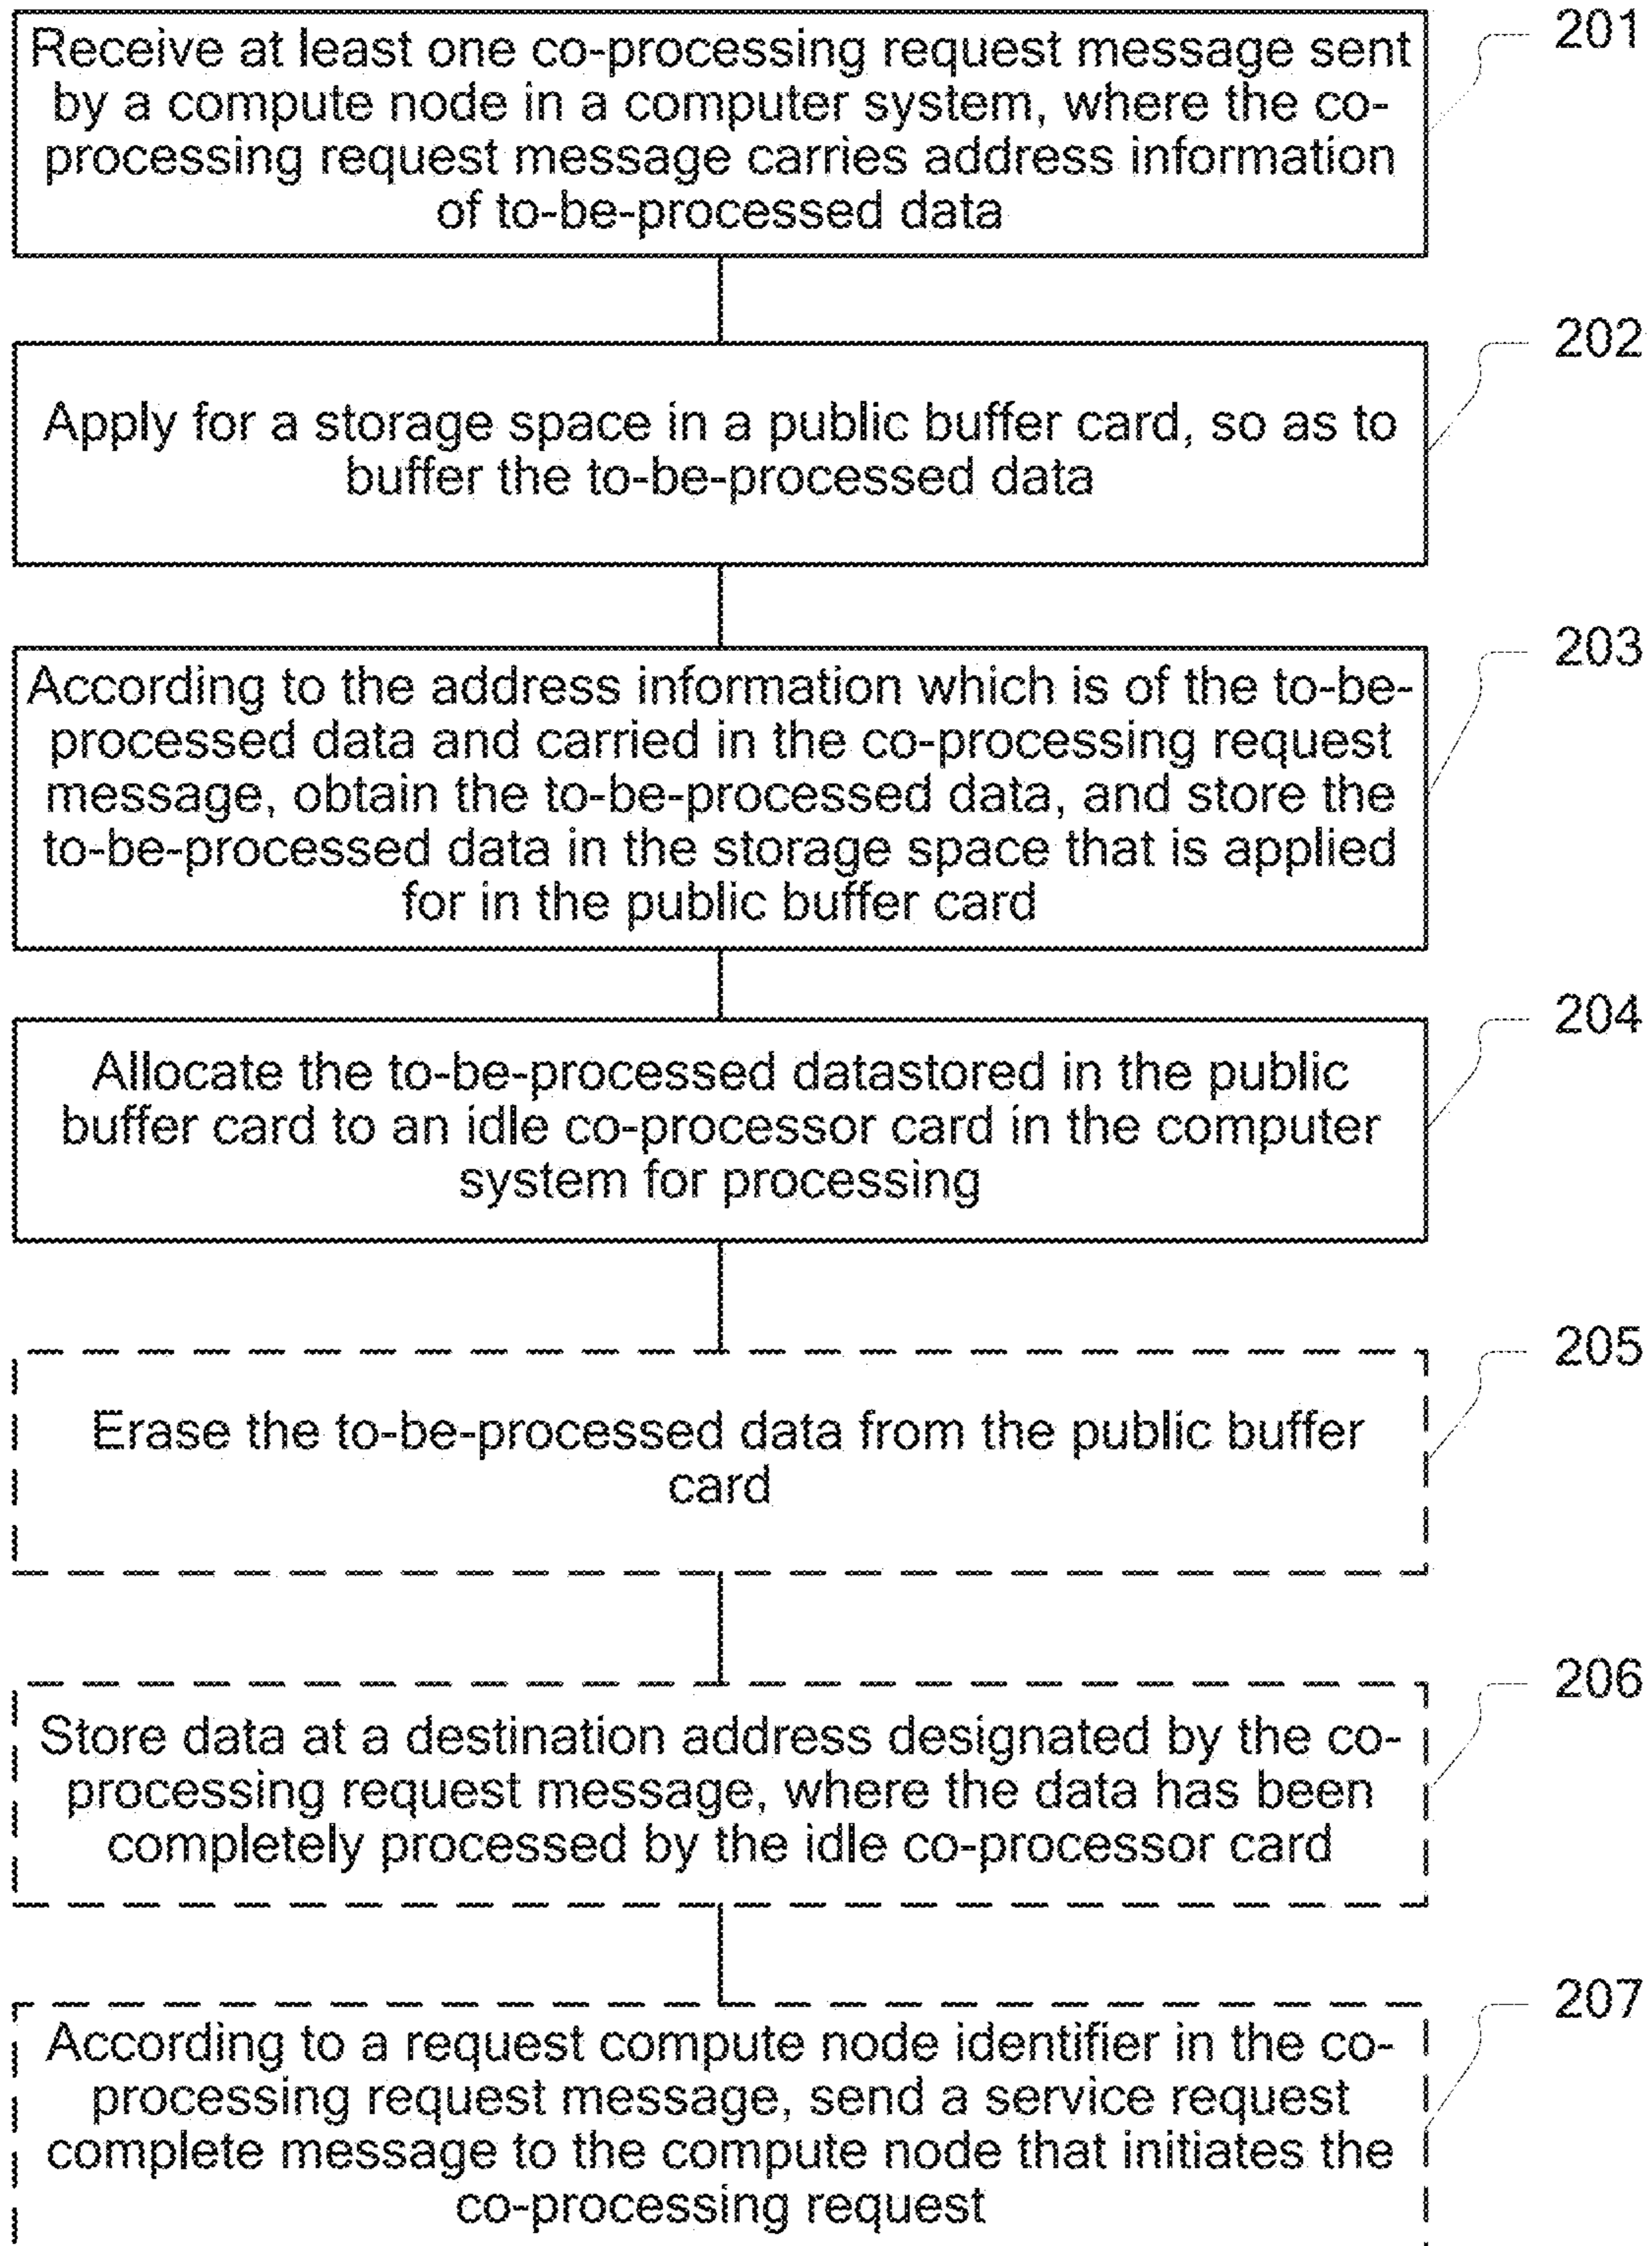 Receive at least one co-processing request message sent
by a compute node in a computer system, where the co-
processing request message carries address information
of to-be-processed data
201
Apply for a storage space in a public buffer card, so as to
buffer the to-be-processed data
202
According to the address information which is of the to-be-
processed data and carried in the co-processing request
message, obtain the to-be-processed data, and store the
to-be-processed data in the storage space that is applied
for in the public buffer card
203
Allocate the to-be-processed datastored in the public
buffer card to an idle co-processor card in the computer
system for processing
204
Erase the to-be-processed data from the public buffer
card
205
Store data at a destination address designated by the co-
processing request message, where the data has been
completely processed by the idle co-processor card
206
According to a request compute node identifier in the co-
processing request message, send a service request
complete message to the compute node that initiates the
co-processing request
207